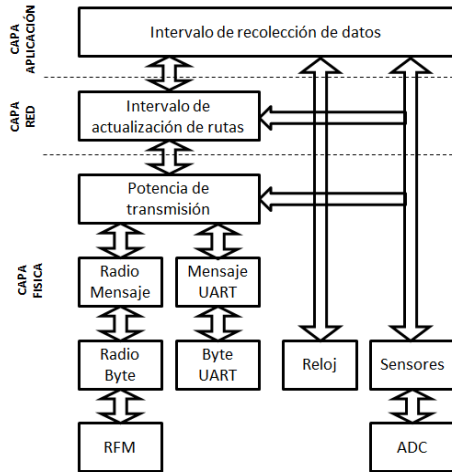 CAPA
APLICACIÓN
Intervalo de recolección de datos
CAPA
RED
Intervalo de
actualización de rutas
CAPA
FISICA
Potencia de
transmisión
Radio
Mensaje
Mensaje
UART
Radio
Byte
Byte
UART
Reloj
Sensores
RFM
ADC